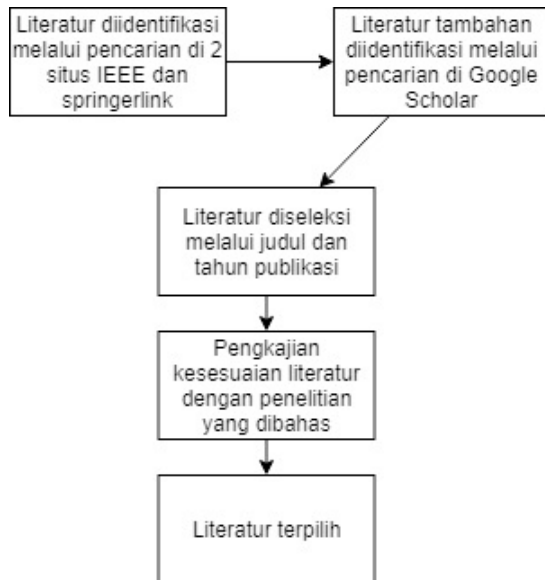 Literatur diidentifikasi
melalui pencarian di 2
situs IEEE dan
springerlink
Literatur tambahan
diidentifikasi melalui
pencarian di Google
Scholar
Literatur diseleksi
melalui judul dan
tahun publikasi
Pengkajian
kesesuaian literatur
dengan penelitian
yang dibahas
Literatur terpilih